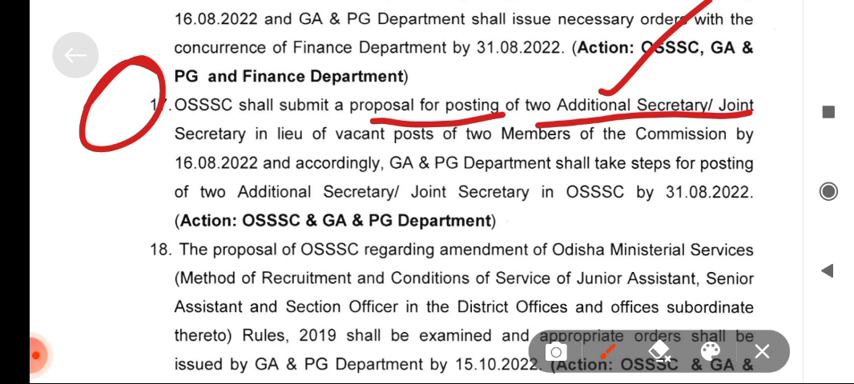 16.08.2022 and GA & PG Department shall issue necessary orders with the
concurrence of Finance Department by 31.08.2022. (Action: OSSSC, GA &
PG and Finance Department)
17. OSSSC shall submit a proposal for posting of two Additional Secretary/ Joint
Secretary in lieu of vacant posts of two Members of the Commission by
16.08.2022 and accordingly, GA & PG Department shall take steps for posting
of two Additional Secretary/ Joint Secretary in OSSSC by 31.08.2022.
(Action: OSSSC & GA & PG Department)
18. The proposal of OSSSC regarding amendment of Odisha Ministerial Services
(Method of Recruitment and Conditions of Service of Junior Assistant, Senior
Assistant and Section Officer in the District Offices and offices subordinate
thereto) Rules, 2019 shall be examined and appropriate orders shall be
issued by GA & PG Department by 15.10.2022. (Action: OSSSC & GA &